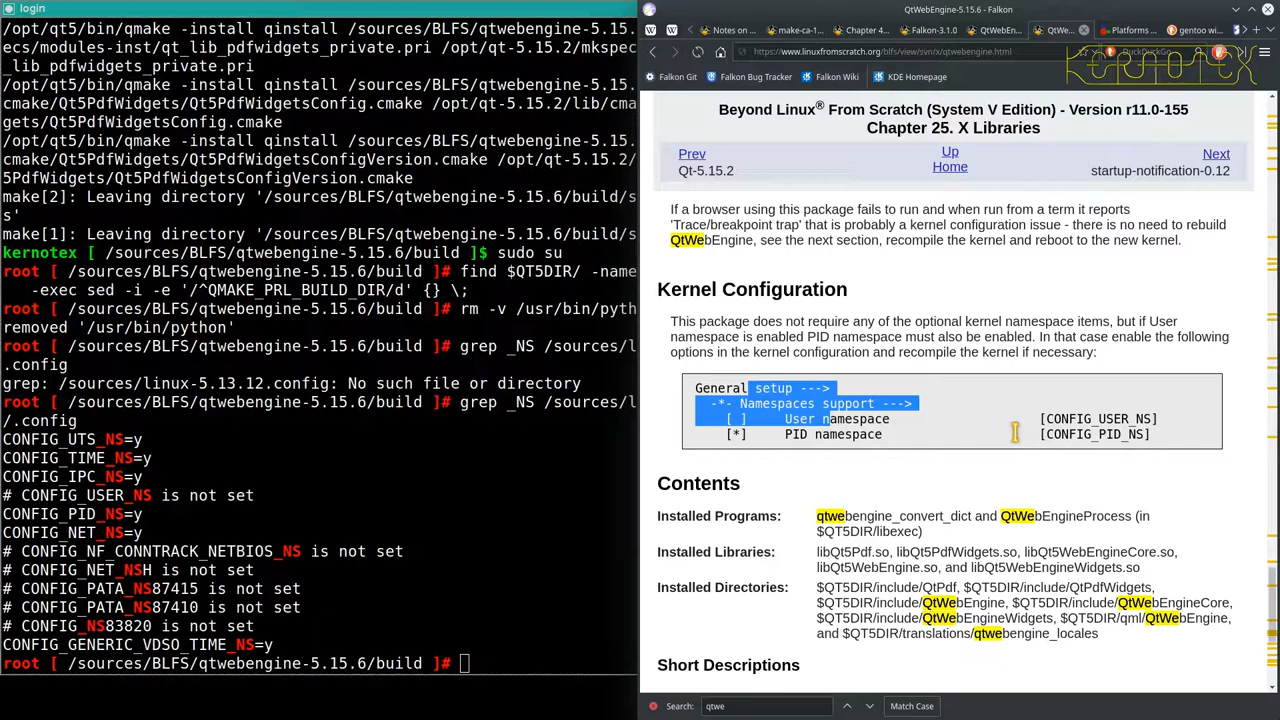 login
/opt/qt5/bin/qmake -install qinstall /sources/BLFS/qtwebengine-5.15.6/build/s
ecs/modules-inst/qt_lib_pdfwidgets_private.pri /opt/qt-5.15.2/mkspec
_lib_pdfwidgets_private.pri
/opt/qt5/bin/qmake -install qinstall /sources/BLFS/qtwebengine-5.15.
cmake/Qt5PdfWidgets/Qt5PdfWidgetsConfig.cmake /opt/qt-5.15.2/lib/cma
gets/Qt5PdfWidgetsConfig.cmake
/opt/qt5/bin/qmake -install qinstall /sources/BLFS/qtwebengine-5.15.
cmake/Qt5PdfWidgets/Qt5PdfWidgetsConfigVersion.cmake /opt/qt-5.15.2/
5PdfWidgets/Qt5PdfWidgetsConfigVersion.cmake
make[2]: Leaving directory '/sources/BLFS/qtwebengine-5.15.6/build/s
s'
make[1]: Leaving directory '/sources/BLFS/qtwebengine-5.15.6/build/s
kernotex [ /sources/BLFS/qtwebengine-5.15.6/build ]$ sudo su
root [ /sources/BLFS/qtwebengine-5.15.6/build ]# find $QT5DIR/ -name
-exec sed -i -e '/^QMAKE_PRL_BUILD_DIR/d' {} \;
root [ /sources/BLFS/qtwebengine-5.15.6/build ]# rm -v /usr/bin/pyth
removed '/usr/bin/python'
root [ /sources/BLFS/qtwebengine-5.15.6/build ]# grep _NS /sources/l
.config
grep: /sources/linux-5.13.12.config: No such file or directory
root [ /sources/BLFS/qtwebengine-5.15.6/build ]# grep _NS /sources/l
/.config
CONFIG_UTS_NS=y
CONFIG_TIME_NS=y
CONFIG_IPC_NS=y
# CONFIG_USER_NS is not set
CONFIG_PID_NS=y
CONFIG_NET_NS=y
# CONFIG_NF_CONNTRACK_NETBIOS_NS is not set
# CONFIG_NET_NSH is not set
# CONFIG_PATA_NS87415 is not set
# CONFIG_PATA_NS87410 is not set
# CONFIG_NS83820 is not set
CONFIG_GENERIC_VDSO_TIME_NS=y
root [ /sources/BLFS/qtwebengine-5.15.6/build ]#
QtWebEngine-5.15.6 - Falkon
Notes on ... make-ca-1... Chapter 4... Falkon-3.1.0 QtWebEn... QtWe... Platforms ... gentoo wi
https://www.linuxfromscratch.org/blfs/view/svn/x/qtwebengine.html DuckDuckGo
kernotex
Falkon Git Falkon Bug Tracker Falkon Wiki KDE Homepage
Beyond Linux® From Scratch (System V Edition) - Version r11.0-155
Chapter 25. X Libraries
Prev Up Next
Qt-5.15.2 Home startup-notification-0.12
If a browser using this package fails to run and when run from a term it reports
'Trace/breakpoint trap' that is probably a kernel configuration issue - there is no need to rebuild
QtWebEngine, see the next section, recompile the kernel and reboot to the new kernel.
Kernel Configuration
This package does not require any of the optional kernel namespace items, but if User
namespace is enabled PID namespace must also be enabled. In that case enable the following
options in the kernel configuration and recompile the kernel if necessary:
General setup --->
-*- Namespaces support --->
[ ] User namespace [CONFIG_USER_NS]
[*] PID namespace [CONFIG_PID_NS]
Contents
Installed Programs: qtwebengine_convert_dict and QtWebEngineProcess (in
$QT5DIR/libexec)
Installed Libraries: libQt5Pdf.so, libQt5PdfWidgets.so, libQt5WebEngineCore.so,
libQt5WebEngine.so, and libQt5WebEngineWidgets.so
Installed Directories: $QT5DIR/include/QtPdf, $QT5DIR/include/QtPdfWidgets,
$QT5DIR/include/QtWebEngine, $QT5DIR/include/QtWebEngineCore,
$QT5DIR/include/QtWebEngineWidgets, $QT5DIR/qml/QtWebEngine,
and $QT5DIR/translations/qtwebengine_locales
Short Descriptions
Search: qtwe Match Case